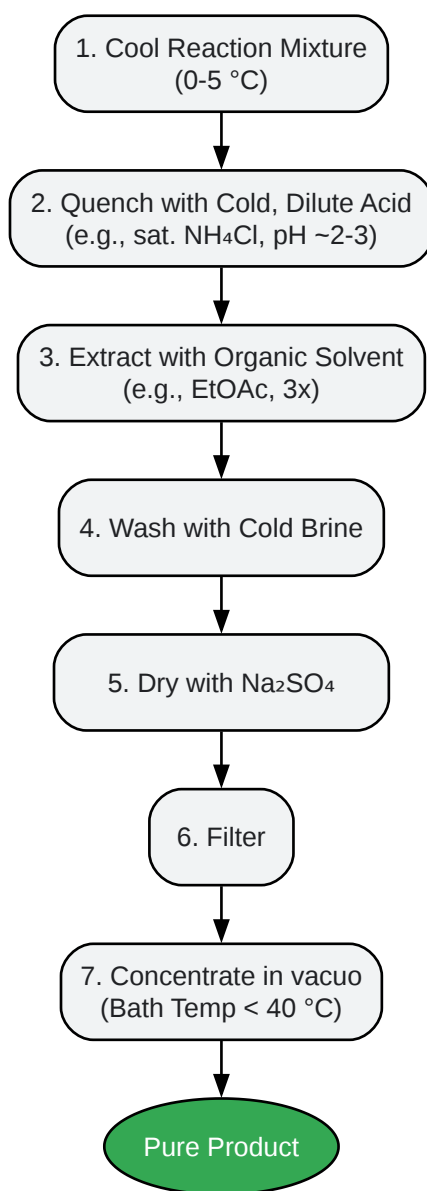 1. Cool Reaction Mixture
(0-5 °C)
2. Quench with Cold, Dilute Acid
(e.g., sat. NH₄Cl, pH ~2-3)
3. Extract with Organic Solvent
(e.g., EtOAc, 3x)
4. Wash with Cold Brine
5. Dry with Na₂SO₄
6. Filter
7. Concentrate in vacuo
(Bath Temp < 40 °C)
Pure Product